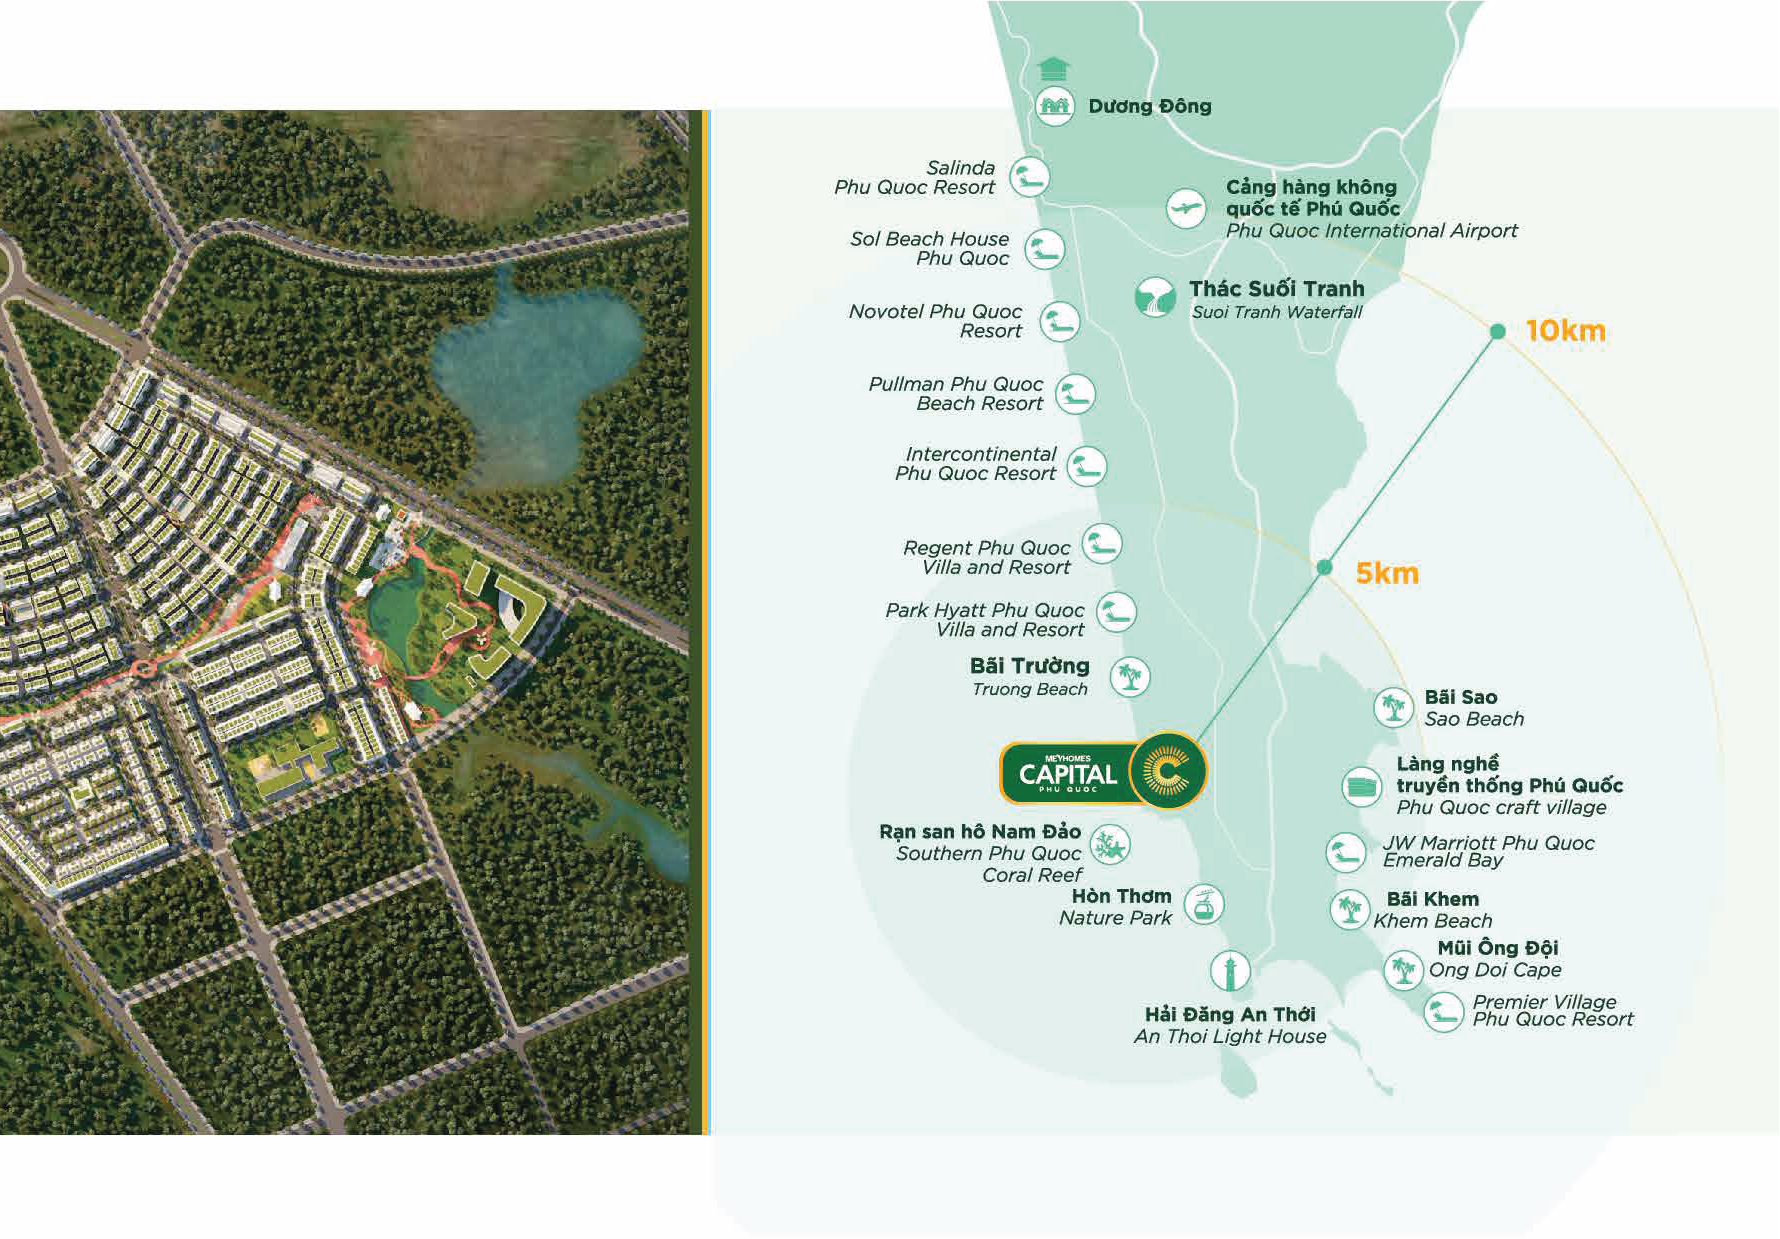 Dương Đông
Salinda
Phu Quoc Resort
Cảng hàng không
quốc tế Phú Quốc
Phu Quoc International Airport
Sol Beach House
Phu Quoc
Thác Suối Tranh
Suoi Tranh Waterfall
Novotel Phu Quoc
Resort
10km
Pullman Phu Quoc
Beach Resort
Intercontinental
Phu Quoc Resort
Regent Phu Quoc
Villa and Resort
5km
Park Hyatt Phu Quoc
Villa and Resort
Bãi Trường
Truong Beach
Bãi Sao
Sao Beach
MEYHOMES
CAPITAL
PHU QUOC
Làng nghề
truyền thống Phú Quốc
Phu Quoc craft village
Rạn san hô Nam Đảo
Southern Phu Quoc
Coral Reef
JW Marriott Phu Quoc
Emerald Bay
Hòn Thơm
Nature Park
Bãi Khem
Khem Beach
Mũi Ông Đội
Ong Doi Cape
Premier Village
Phu Quoc Resort
Hải Đăng An Thới
An Thoi Light House